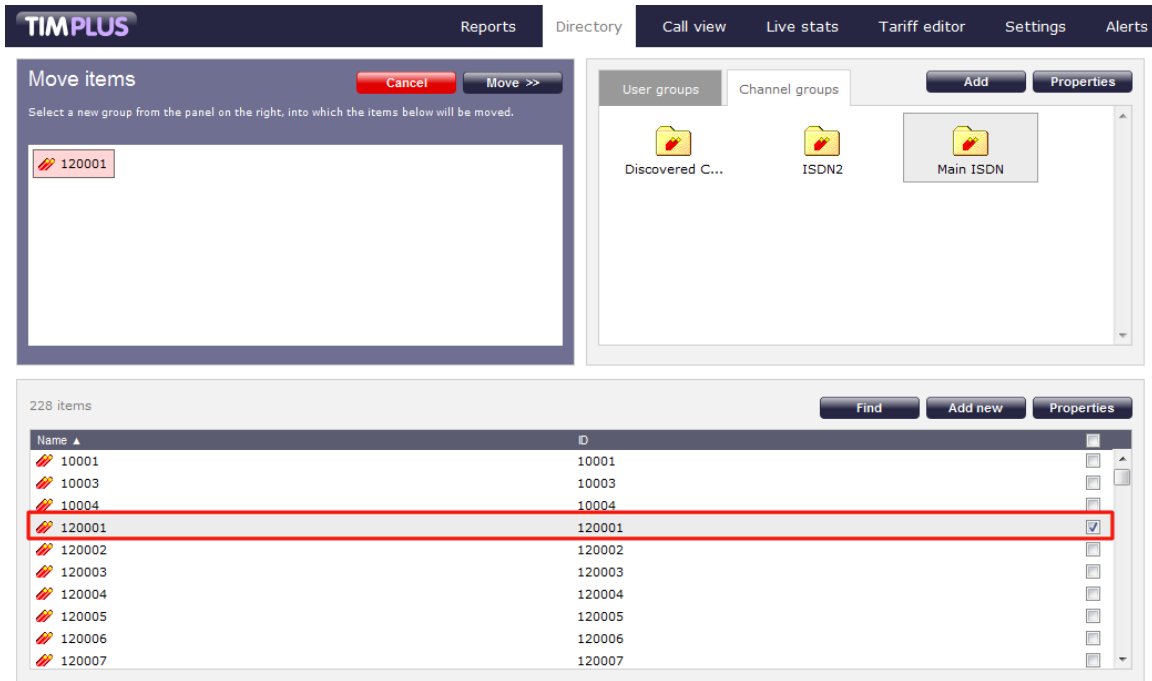 TIMPLUS Reports Directory Call view Live stats Tariff editor Settings Alerts
Move items Cancel Move >>
Select a new group from the panel on the right, into which the items below will be moved.
120001
User groups Channel groups Add Properties
Discovered C... ISDN2 Main ISDN
228 items Find Add new Properties
Name ▲ ID
10001 10001
10003 10003
10004 10004
120001 120001
120002 120002
120003 120003
120004 120004
120005 120005
120006 120006
120007 120007